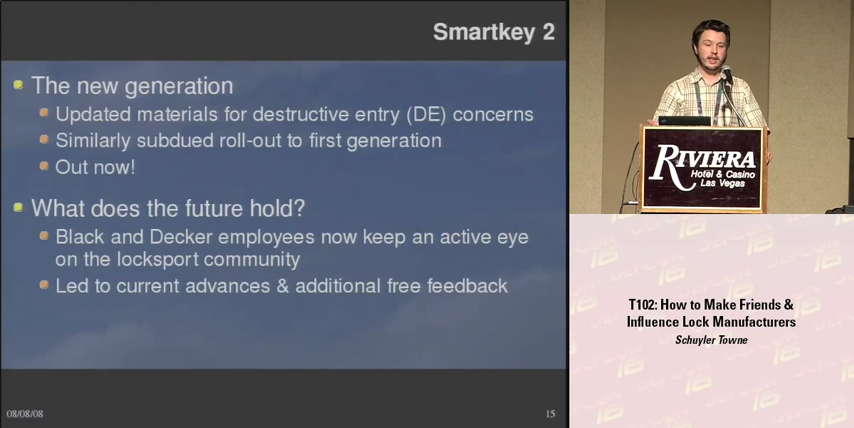 Smartkey 2
The new generation
Updated materials for destructive entry (DE) concerns
Similarly subdued roll-out to first generation
Out now!
What does the future hold?
Black and Decker employees now keep an active eye
on the locksport community
Led to current advances & additional free feedback
08/08/08
15
RIVIERA
Hotel & Casino
Las Vegas
T102: How to Make Friends &
Influence Lock Manufacturers
Schuyler Towne